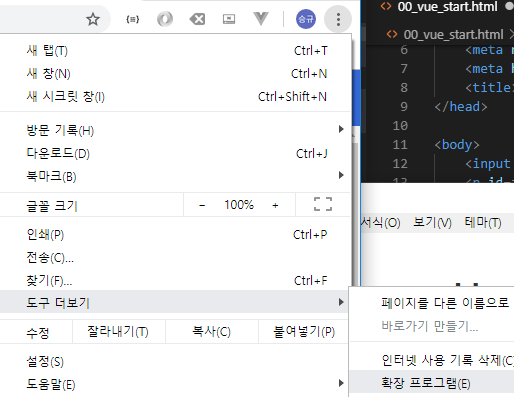 승규
새 탭(T) Ctrl+T
새 창(N) Ctrl+N
새 시크릿 창(I) Ctrl+Shift+N
방문 기록(H)
다운로드(D) Ctrl+J
북마크(B)
글꼴 크기 - 100% +
인쇄(P) Ctrl+P
전송(C)...
찾기(F)... Ctrl+F
도구 더보기
수정 잘라내기(T) 복사(C) 붙여넣기(P)
설정(S)
도움말(E)
00_vue_start.html
00_vue_start.html
6 <meta
7 <meta
8 <title
9 </head>
10
11 <body>
12 <input
13
서식(O) 보기(V) 테마(T)
페이지를 다른 이름으로
바로가기 만들기...
인터넷 사용 기록 삭제(C)
확장 프로그램(E)